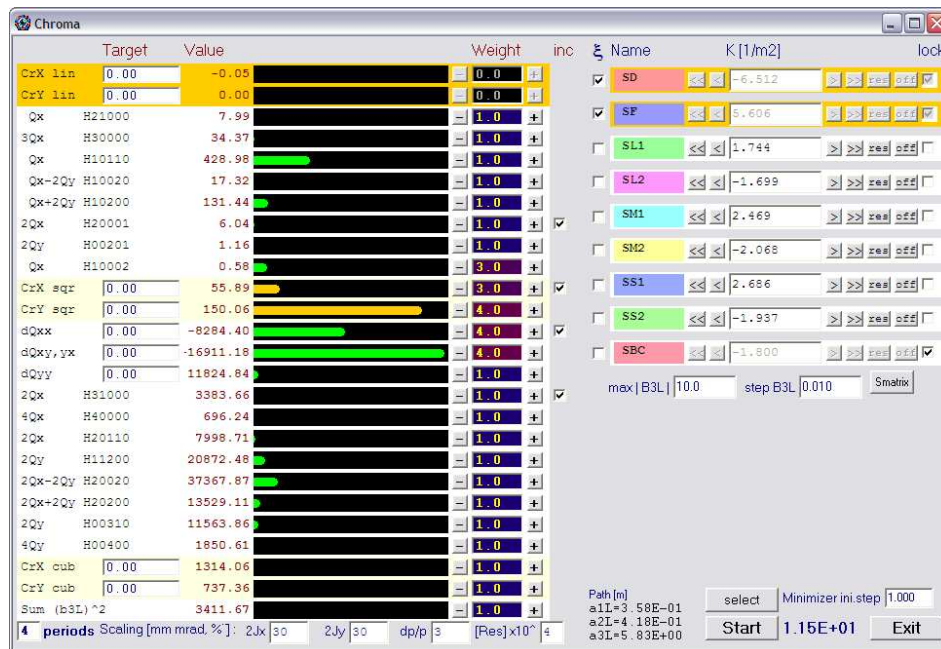 Chroma
Target Value Weight inc ξ Name K [1/m2] lock
CrX lin 0.00 -0.05 - 0.0 +
CrY lin 0.00 0.00 - 0.0 +
Qx H21000 7.99 - 1.0 +
3Qx H30000 34.37 - 1.0 +
Qx H10110 428.98 - 1.0 +
Qx-2Qy H10020 17.32 - 1.0 +
Qx+2Qy H10200 131.44 - 1.0 +
2Qx H20001 6.04 - 1.0 +
2Qy H00201 1.16 - 1.0 +
Qx H10002 0.58 - 3.0 +
CrX sqr 0.00 55.89 - 3.0 +
CrY sqr 0.00 150.06 - 4.0 +
dQxx 0.00 -8284.40 - 4.0 +
dQxy,yx 0.00 -16911.18 - 4.0 +
dQyy 0.00 11824.84 - 1.0 +
2Qx H31000 3383.66 - 1.0 +
4Qx H40000 696.24 - 1.0 +
2Qx H20110 7998.71 - 1.0 +
2Qy H11200 20872.48 - 1.0 +
2Qx-2Qy H20020 37367.87 - 1.0 +
2Qx+2Qy H20200 13529.11 - 1.0 +
2Qy H00310 11563.86 - 1.0 +
4Qy H00400 1850.61 - 1.0 +
CrX cub 0.00 1314.06 - 1.0 +
CrY cub 0.00 737.36 - 1.0 +
Sum (b3L)^2 3411.67 - 1.0 +
4 periods Scaling [mm mrad, %]: 2Jx 30 2Jy 30 dp/p 3 [Res] x10^ 4
SD << < -6.512 > >> res off
SF << < 5.606 > >> res off
SL1 << < 1.744 > >> res off
SL2 << < -1.699 > >> res off
SM1 << < 2.469 > >> res off
SM2 << < -2.068 > >> res off
SS1 << < 2.686 > >> res off
SS2 << < -1.937 > >> res off
SBC << < -1.800 > >> res off
max | B3L | 10.0 step B3L 0.010 Smatrix
Path [m]
a1L=3.58E-01
a2L=4.18E-01
a3L=5.83E+00
select Minimizer ini.step 1.000
Start 1.15E+01 Exit